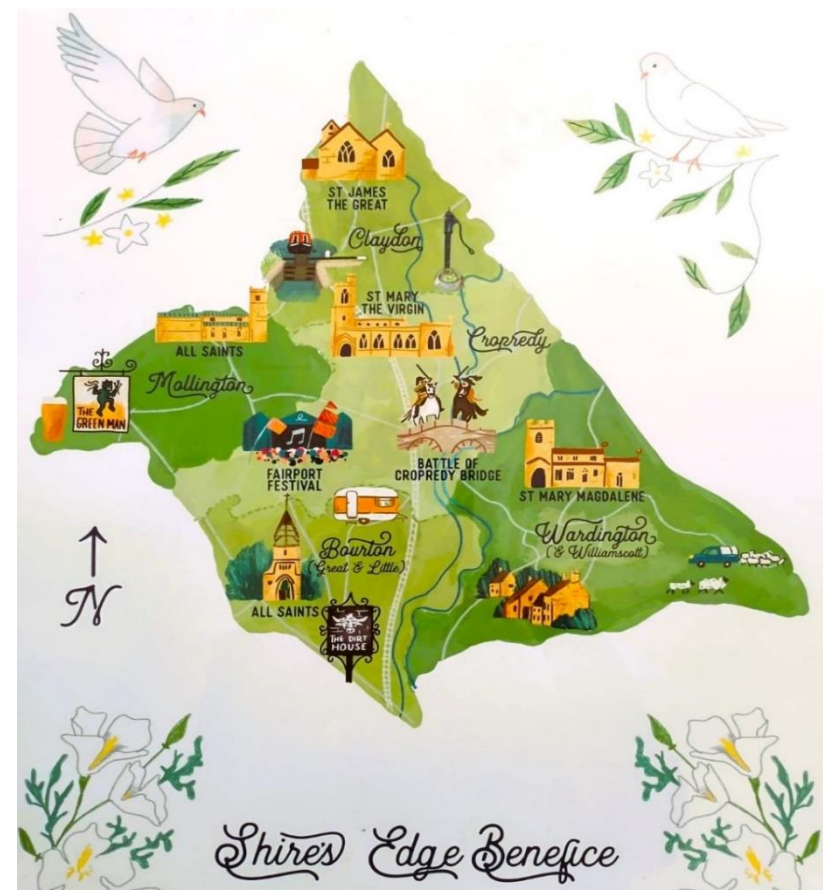 ST JAMES
THE GREAT
Claydon
ST MARY
THE VIRGIN
Cropredy
ALL SAINTS
Mollington
THE
GREEN MAN
FAIRPORT
FESTIVAL
BATTLE OF
CROPREDY BRIDGE
ST MARY MAGDALENE
Wardington
(& Williamscott)
Bourton
(Great & Little)
ALL SAINTS
THE DIRT
HOUSE
N
Shires Edge Benefice